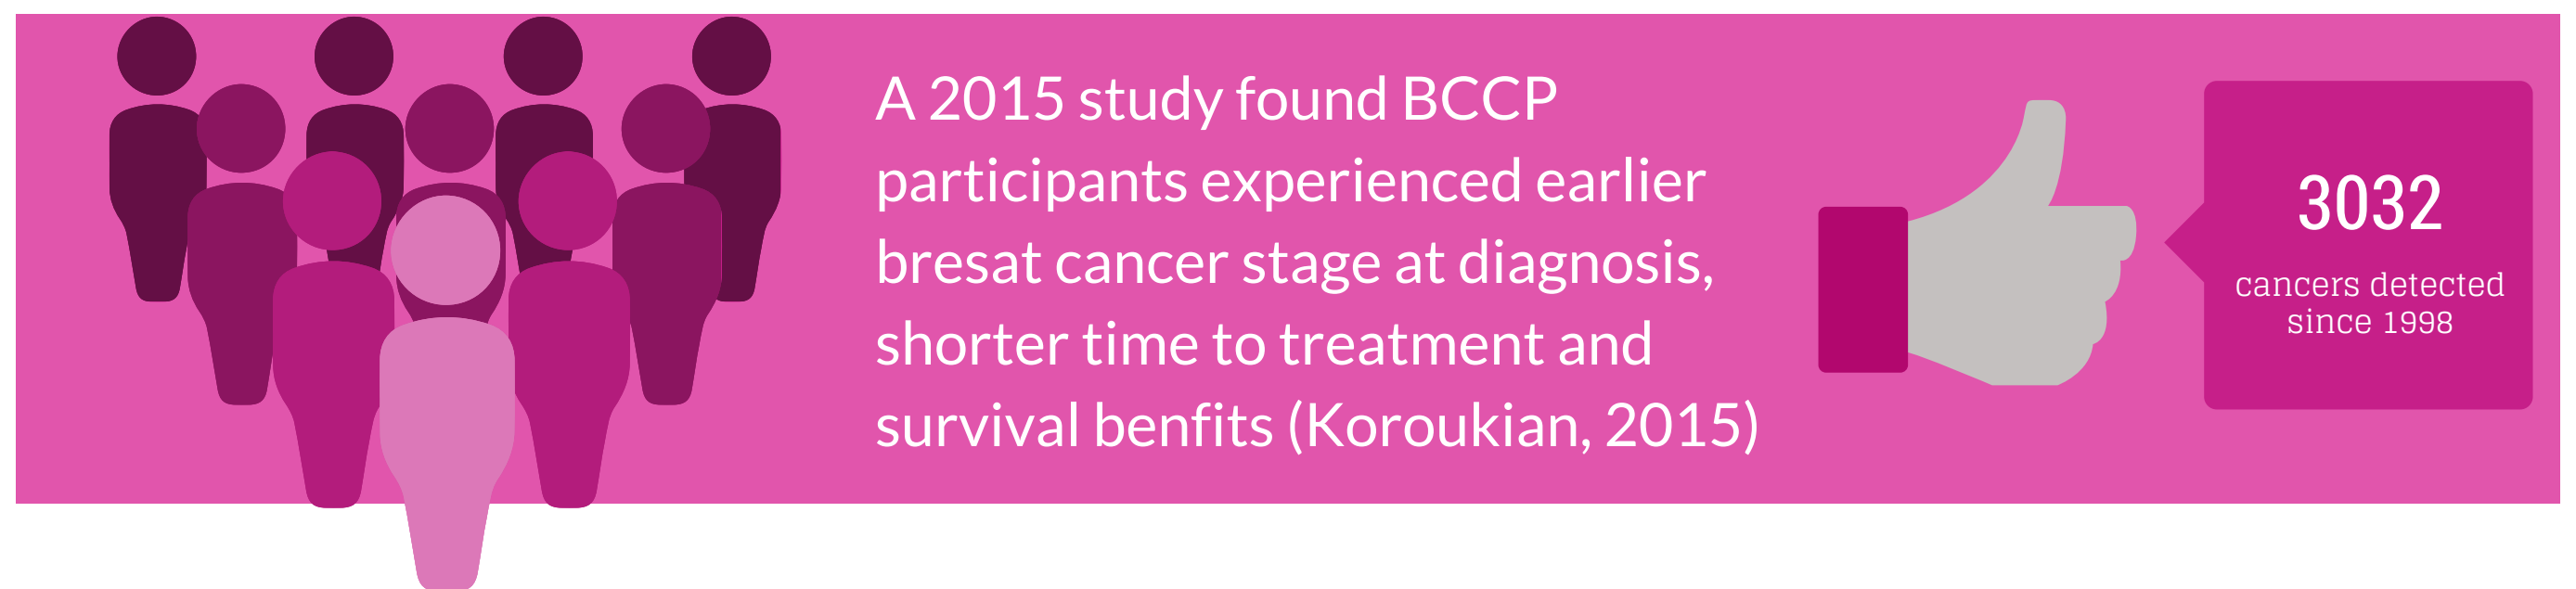 A 2015 study found BCCP
participants experienced earlier
bresat cancer stage at diagnosis,
shorter time to treatment and
survival benfits (Koroukian, 2015)
3032
cancers detected
since 1998